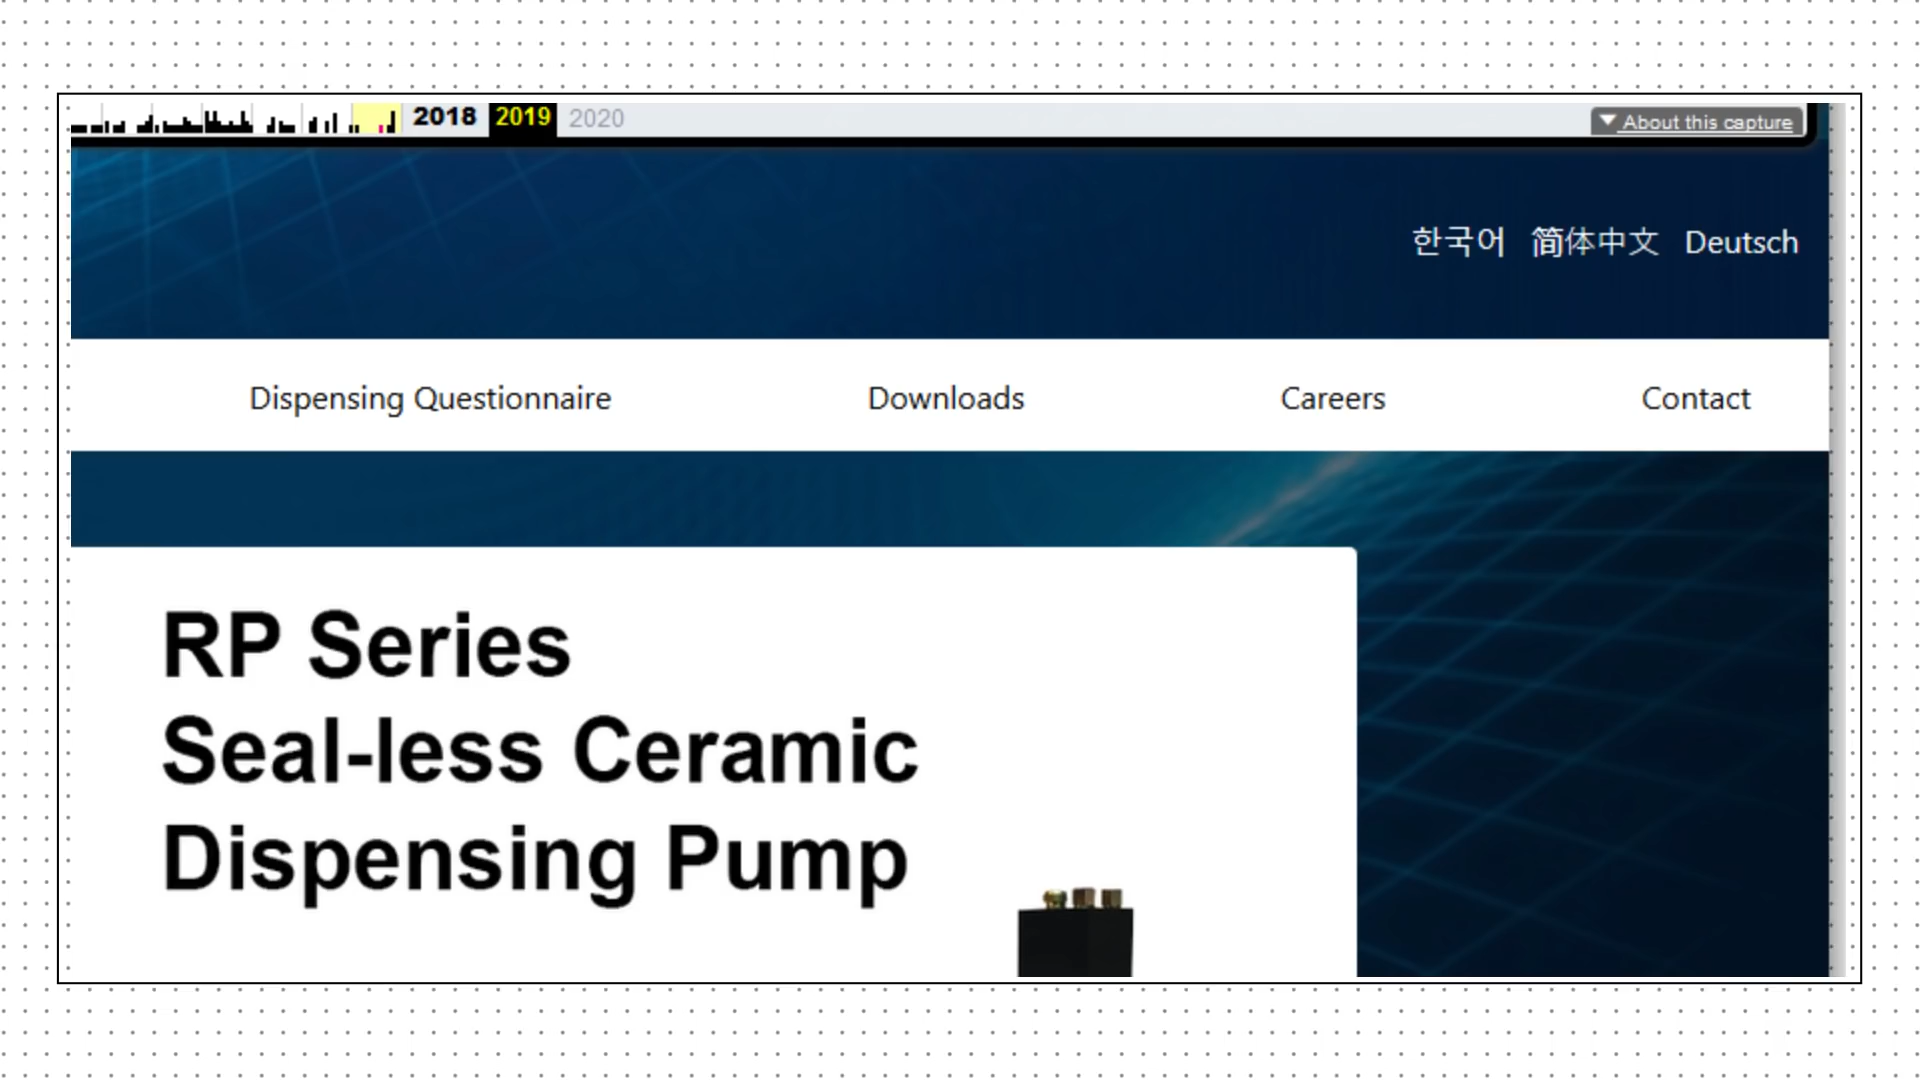 2018 2019 2020 ▼ About this capture
한국어 简体中文 Deutsch
Dispensing Questionnaire Downloads Careers Contact
RP Series
Seal-less Ceramic
Dispensing Pump